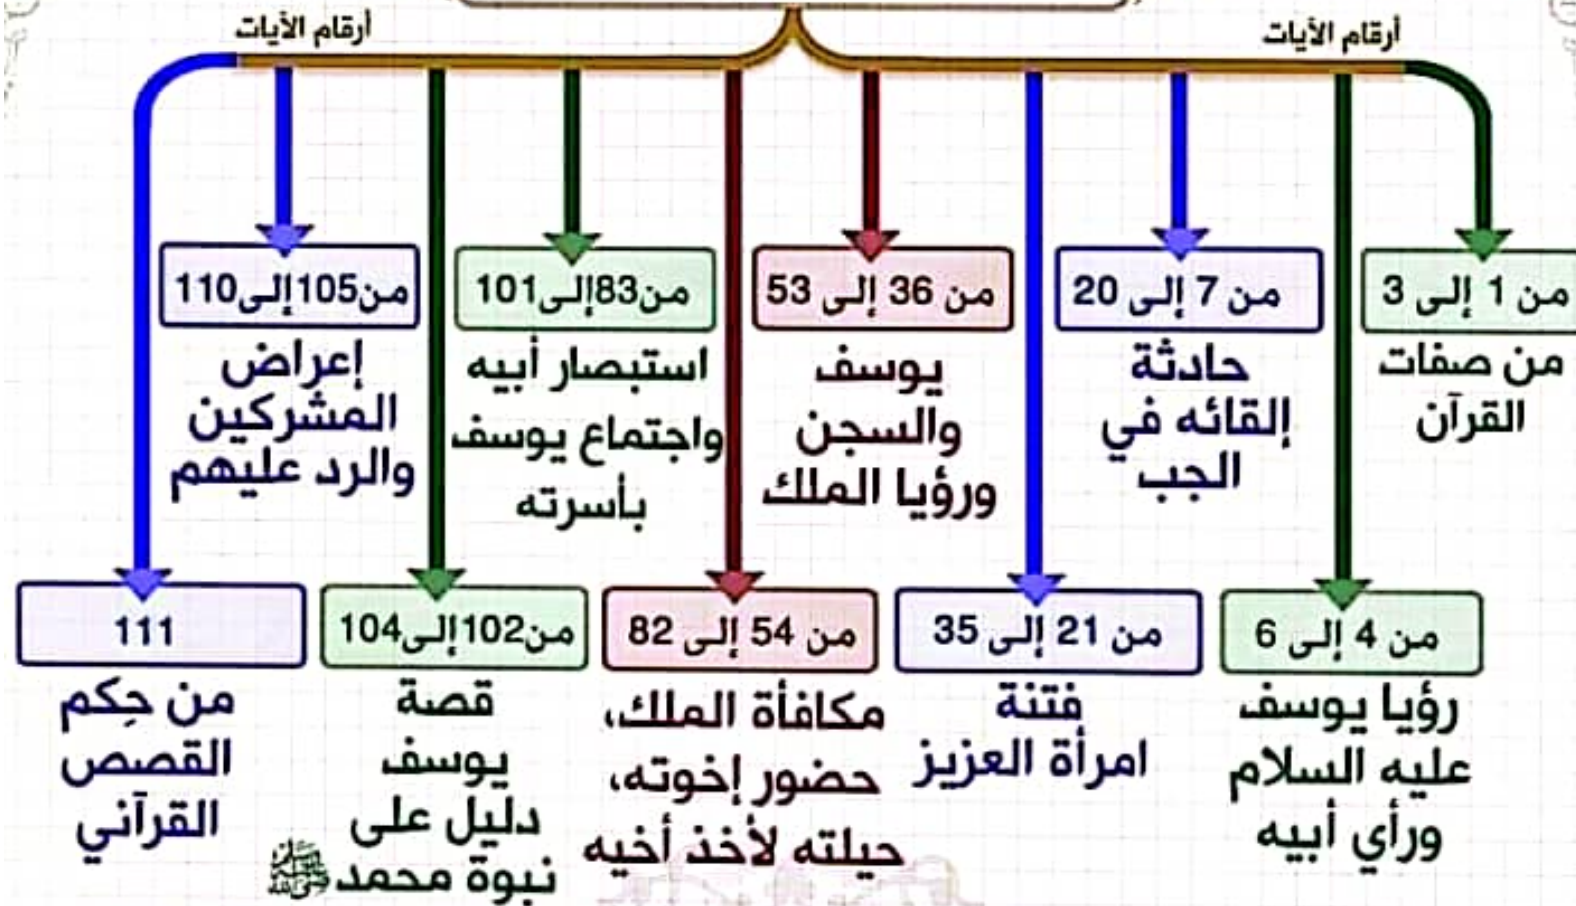 أرقام الآيات
أرقام الآيات
من 1 إلى 3
من صفات
القرآن
من 4 إلى 6
رؤيا يوسف
عليه السلام
ورأي أبيه
من 7 إلى 20
حادثة
إلقائه في
الجب
من 21 إلى 35
فتنة
امرأة العزيز
من 36 إلى 53
يوسف
والسجن
ورؤيا الملك
من 54 إلى 82
مكافأة الملك،
حضور إخوته،
حيلته لأخذ أخيه
من83إلى101
استبصار أبيه
واجتماع يوسف
بأسرته
من102إلى104
قصة
يوسف
دليل على
نبوة محمد ﷺ
من105إلى110
إعراض
المشركين
والرد عليهم
111
من حِكم
القصص
القرآني